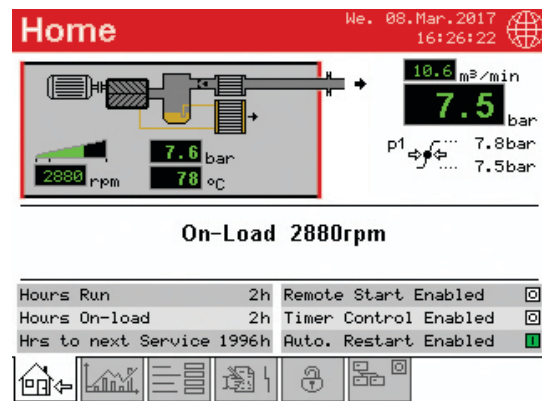 Home
We. 08.Mar.2017
16:26:22
10.6 m³/min
7.5 bar
p1 7.8bar
7.5bar
7.6 bar
2880 rpm
78 °C
On-Load 2880rpm
Hours Run 2h
Remote Start Enabled
Hours On-load 2h
Timer Control Enabled
Hrs to next Service 1996h
Auto. Restart Enabled